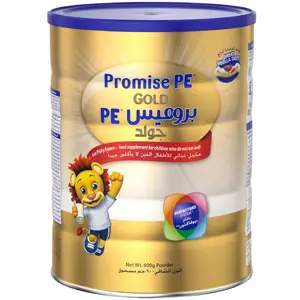 Promise PE
GOLD
بروميس PE
جولد
For Picky Eaters - food supplement for children who do not eat well
مكمل غذائي للأطفال الذين لا يأكلون جيداً
Net Wt. 900g Powder